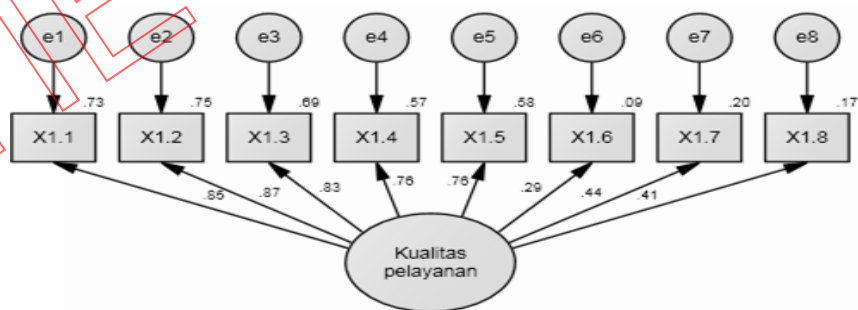 e1 e2 e3 e4 e5 e6 e7 e8
.73 .75 .69 .57 .58 .09 .20 .17
X1.1 X1.2 X1.3 X1.4 X1.5 X1.6 X1.7 X1.8
.85 .87 .83 .76 .76 .29 .44 .41
Kualitas
pelayanan